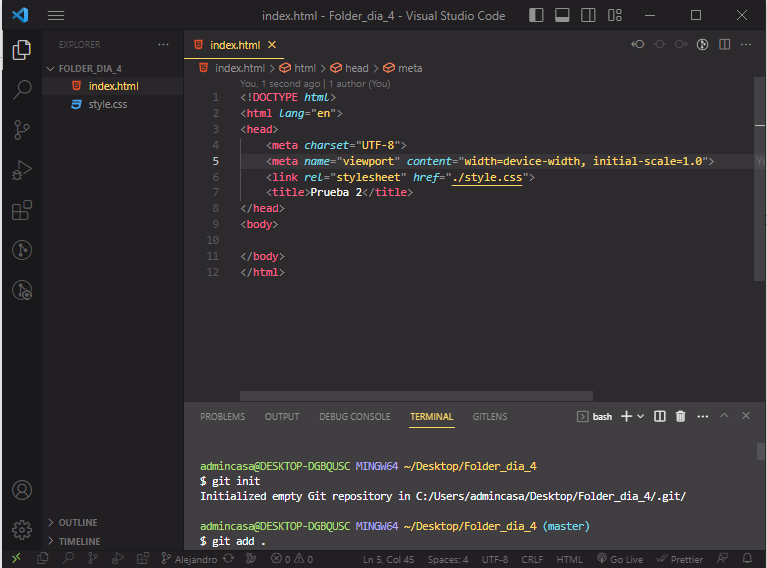 index.html - Folder_dia_4 - Visual Studio Code
EXPLORER
FOLDER_DIA_4
index.html
style.css
OUTLINE
TIMELINE
index.html
index.html > html > head > meta
You, 1 second ago | 1 author (You)
1 <!DOCTYPE html>
2 <html lang="en">
3 <head>
4 <meta charset="UTF-8">
5 <meta name="viewport" content="width=device-width, initial-scale=1.0">
6 <link rel="stylesheet" href="./style.css">
7 <title>Prueba 2</title>
8 </head>
9 <body>
10
11 </body>
12 </html>
PROBLEMS OUTPUT DEBUG CONSOLE TERMINAL GITLENS bash
admincasa@DESKTOP-DGBQUSC MINGW64 ~/Desktop/Folder_dia_4
$ git init
Initialized empty Git repository in C:/Users/admincasa/Desktop/Folder_dia_4/.git/
admincasa@DESKTOP-DGBQUSC MINGW64 ~/Desktop/Folder_dia_4 (master)
$ git add .
Alejandro 0 0 Ln 5, Col 45 Spaces: 4 UTF-8 CRLF HTML Go Live Prettier